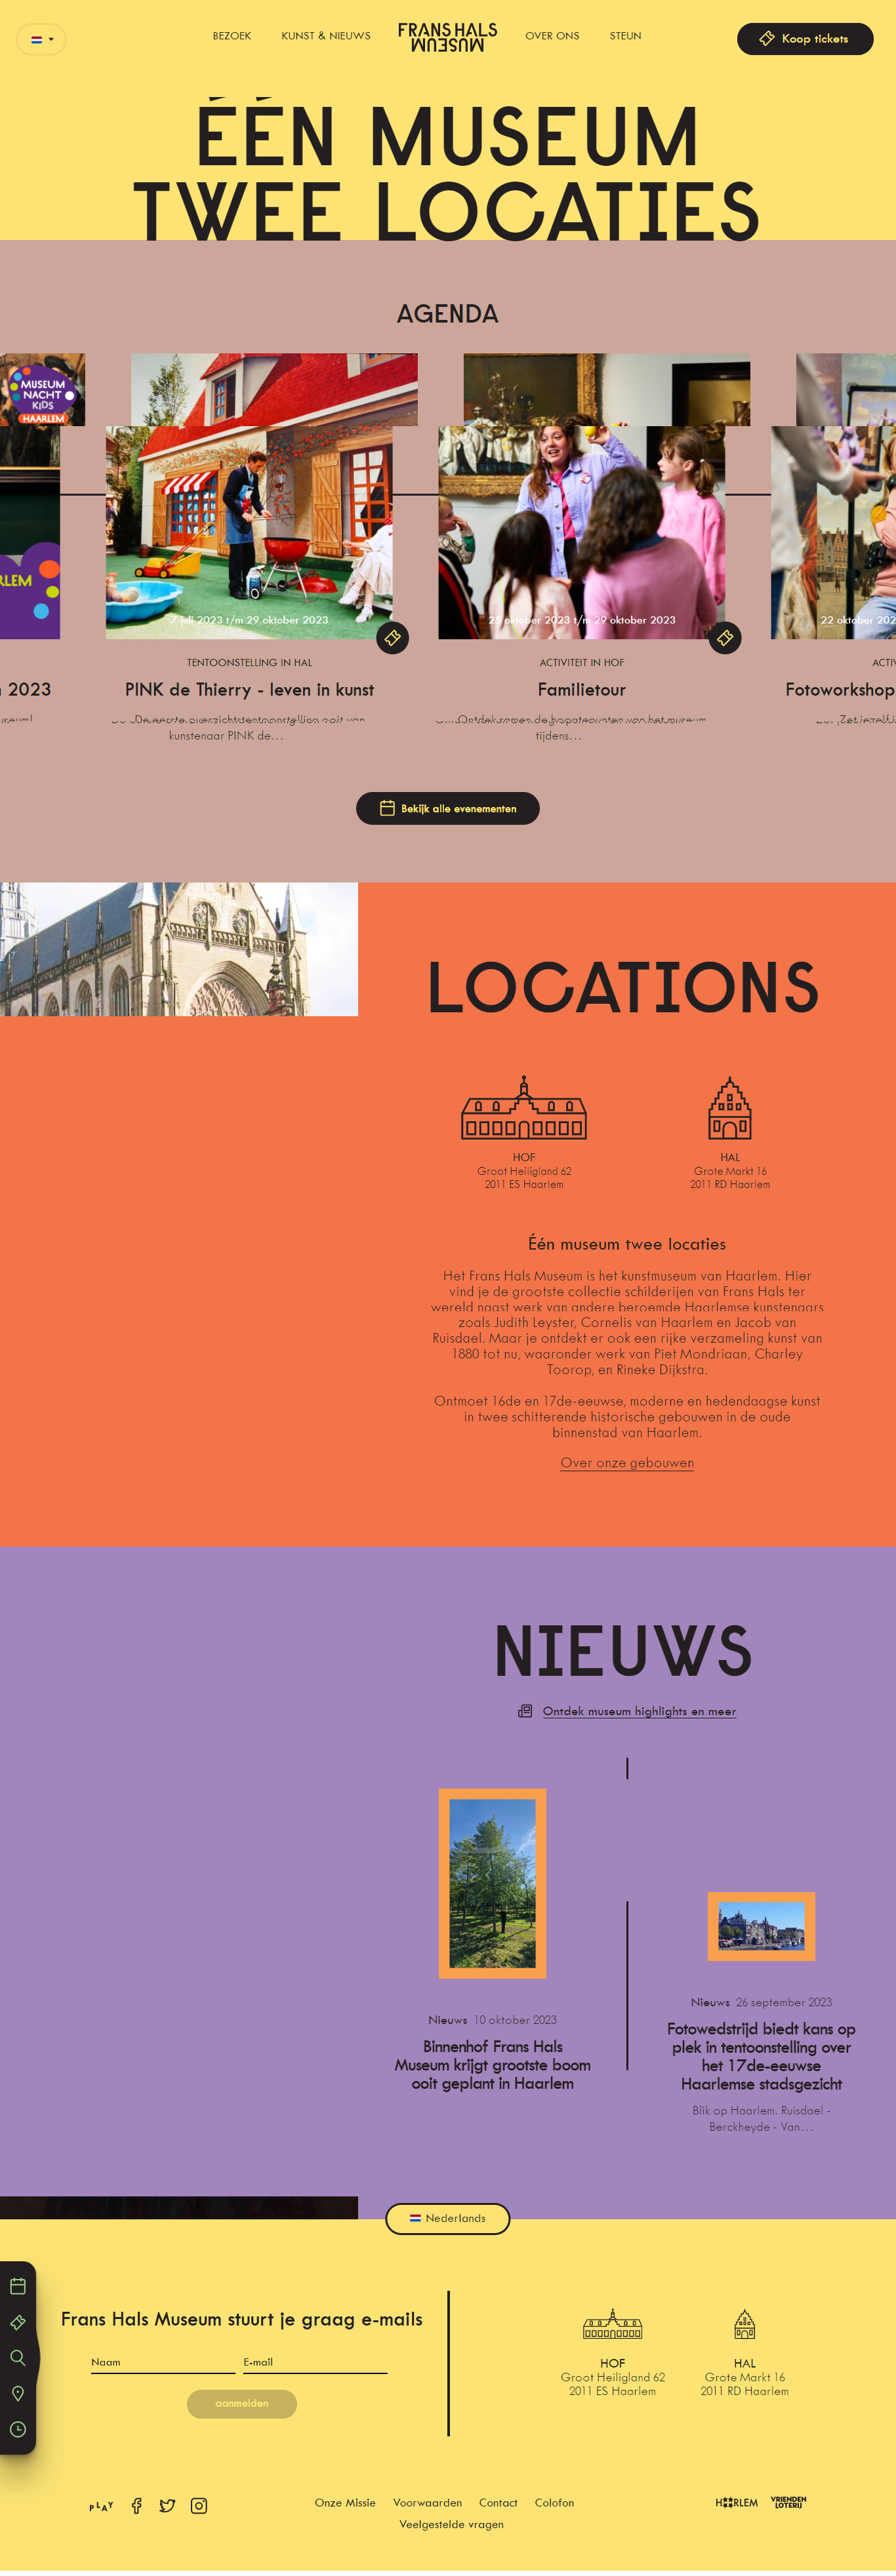 BEZOEK
KUNST & NIEUWS
FRANS HALS
MUSEUM
OVER ONS
STEUN
Koop tickets
ÉÉN MUSEUM
TWEE LOCATIES
AGENDA
MUSEUM
NACHT
KIDS
HAARLEM
7 juli 2023 t/m 29 oktober 2023
25 oktober 2023 t/m 29 oktober 2023
22 oktober 202
TENTOONSTELLING IN HAL
ACTIVITEIT IN HOF
ACTIV
2023
PINK de Thierry - leven in kunst
Familietour
Fotoworkshop
De eerste overzichtstentoonstelling ooit van
kunstenaar PINK de...
Ontdek samen de hoogtepunten van het museum
tijdens...
Bekijk alle evenementen
LOCATIONS
HOF
Groot Heiligland 62
2011 ES Haarlem
HAL
Grote Markt 16
2011 RD Haarlem
Één museum twee locaties
Het Frans Hals Museum is het kunstmuseum van Haarlem. Hier
vind je de grootste collectie schilderijen van Frans Hals ter
wereld naast werk van andere beroemde Haarlemse kunstenaars
zoals Judith Leyster, Cornelis van Haarlem en Jacob van
Ruisdael. Maar je ontdekt er ook een rijke verzameling kunst van
1880 tot nu, waaronder werk van Piet Mondriaan, Charley
Toorop, en Rineke Dijkstra.
Ontmoet 16de en 17de-eeuwse, moderne en hedendaagse kunst
in twee schitterende historische gebouwen in de oude
binnenstad van Haarlem.
Over onze gebouwen
NIEUWS
Ontdek museum highlights en meer
Nieuws 10 oktober 2023
Binnenhof Frans Hals
Museum krijgt grootste boom
ooit geplant in Haarlem
Nieuws 26 september 2023
Fotowedstrijd biedt kans op
plek in tentoonstelling over
het 17de-eeuwse
Haarlemse stadsgezicht
Blik op Haarlem. Ruisdael -
Berckheyde - Van...
Nederlands
Frans Hals Museum stuurt je graag e-mails
Naam
E-mail
aanmelden
HOF
Groot Heiligland 62
2011 ES Haarlem
HAL
Grote Markt 16
2011 RD Haarlem
PLAY
Onze Missie
Voorwaarden
Contact
Colofon
Veelgestelde vragen
HAARLEM
VRIENDEN
LOTERIJ